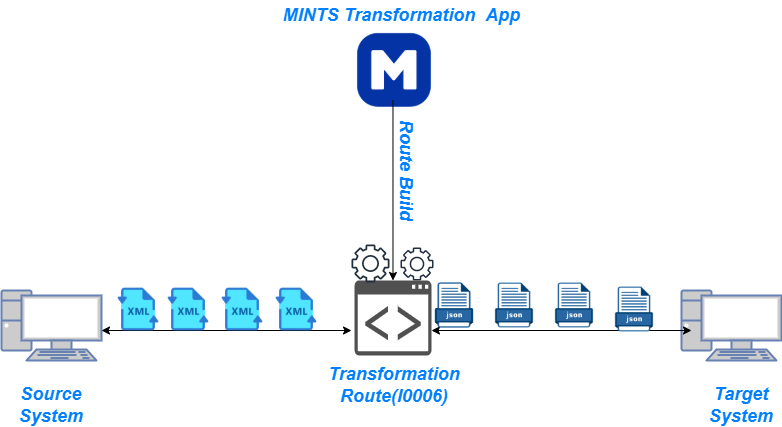 MINTS Transformation App
M
Route Build
XML
XML
XML
XML
json
json
json
json
Transformation
Route(I0006)
Source
System
Target
System